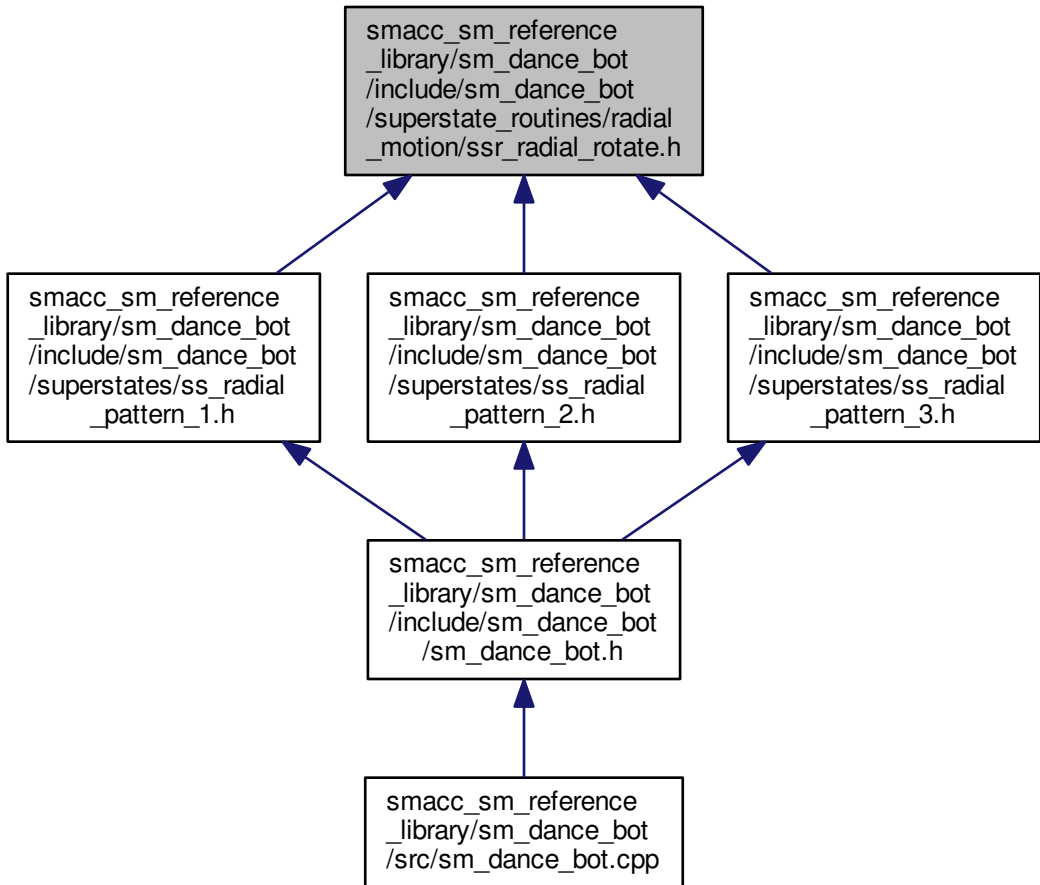 smacc_sm_reference
_library/sm_dance_bot
/include/sm_dance_bot
/superstate_routines/radial
_motion/ssr_radial_rotate.h
smacc_sm_reference
_library/sm_dance_bot
/include/sm_dance_bot
/superstates/ss_radial
_pattern_1.h
smacc_sm_reference
_library/sm_dance_bot
/include/sm_dance_bot
/superstates/ss_radial
_pattern_2.h
smacc_sm_reference
_library/sm_dance_bot
/include/sm_dance_bot
/superstates/ss_radial
_pattern_3.h
smacc_sm_reference
_library/sm_dance_bot
/include/sm_dance_bot
/sm_dance_bot.h
smacc_sm_reference
_library/sm_dance_bot
/src/sm_dance_bot.cpp